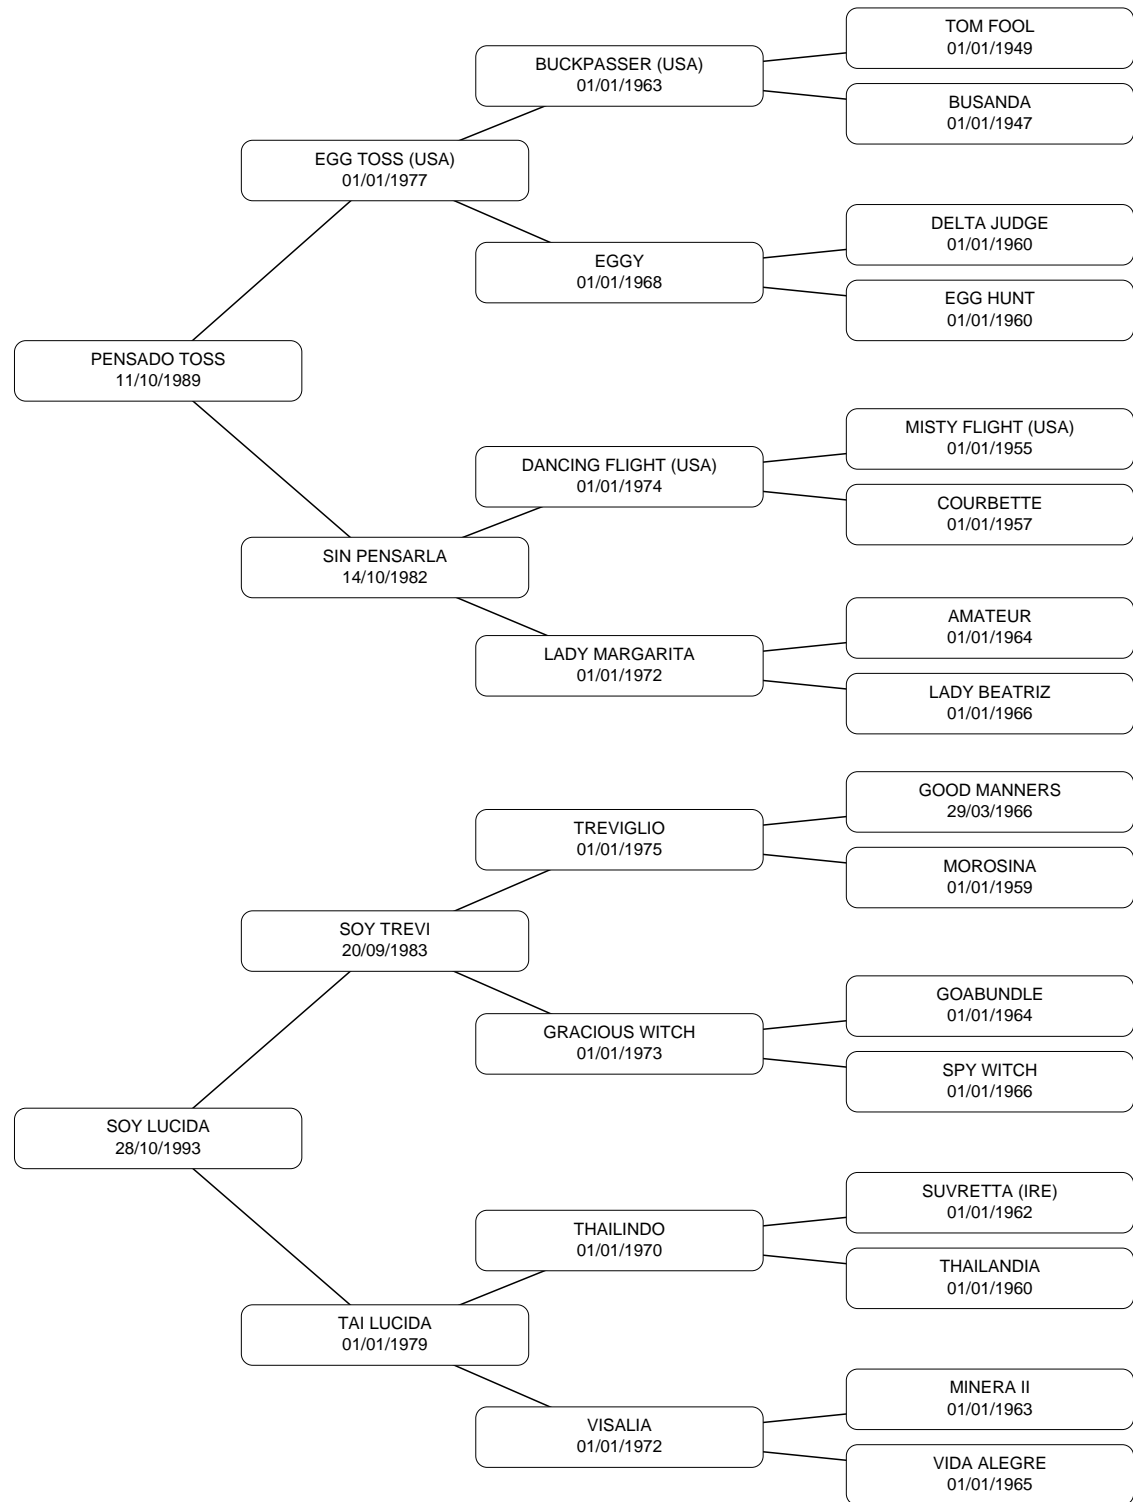 TOM FOOL
01/01/1949
BUCKPASSER (USA)
01/01/1963
BUSANDA
01/01/1947
EGG TOSS (USA)
01/01/1977
DELTA JUDGE
01/01/1960
EGGY
01/01/1968
EGG HUNT
01/01/1960
PENSADO TOSS
11/10/1989
MISTY FLIGHT (USA)
01/01/1955
DANCING FLIGHT (USA)
01/01/1974
COURBETTE
01/01/1957
SIN PENSARLA
14/10/1982
AMATEUR
01/01/1964
LADY MARGARITA
01/01/1972
LADY BEATRIZ
01/01/1966
GOOD MANNERS
29/03/1966
TREVIGLIO
01/01/1975
MOROSINA
01/01/1959
SOY TREVI
20/09/1983
GOABUNDLE
01/01/1964
GRACIOUS WITCH
01/01/1973
SPY WITCH
01/01/1966
SOY LUCIDA
28/10/1993
SUVRETTA (IRE)
01/01/1962
THAILINDO
01/01/1970
THAILANDIA
01/01/1960
TAI LUCIDA
01/01/1979
MINERA II
01/01/1963
VISALIA
01/01/1972
VIDA ALEGRE
01/01/1965